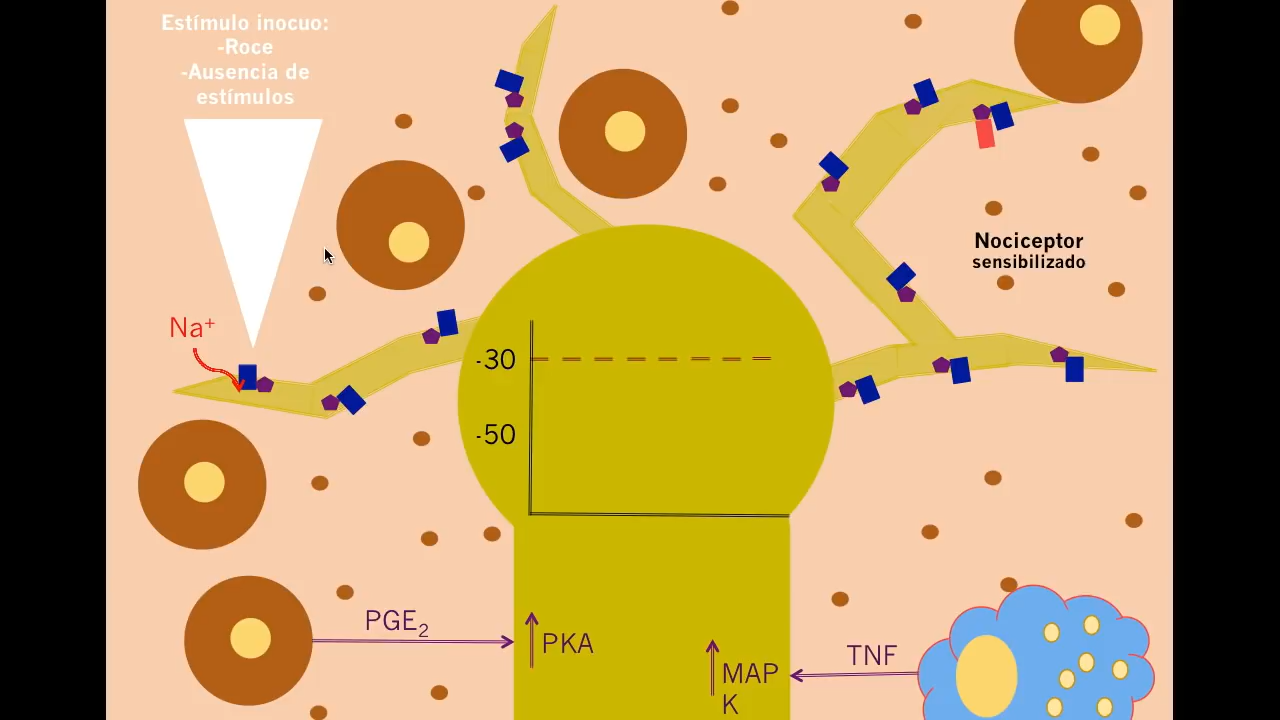 Estímulo inocuo:
-Roce
-Ausencia de
estímulos
Nociceptor
sensibilizado
Na⁺
-30
-50
PGE₂
PKA
MAP
K
TNF